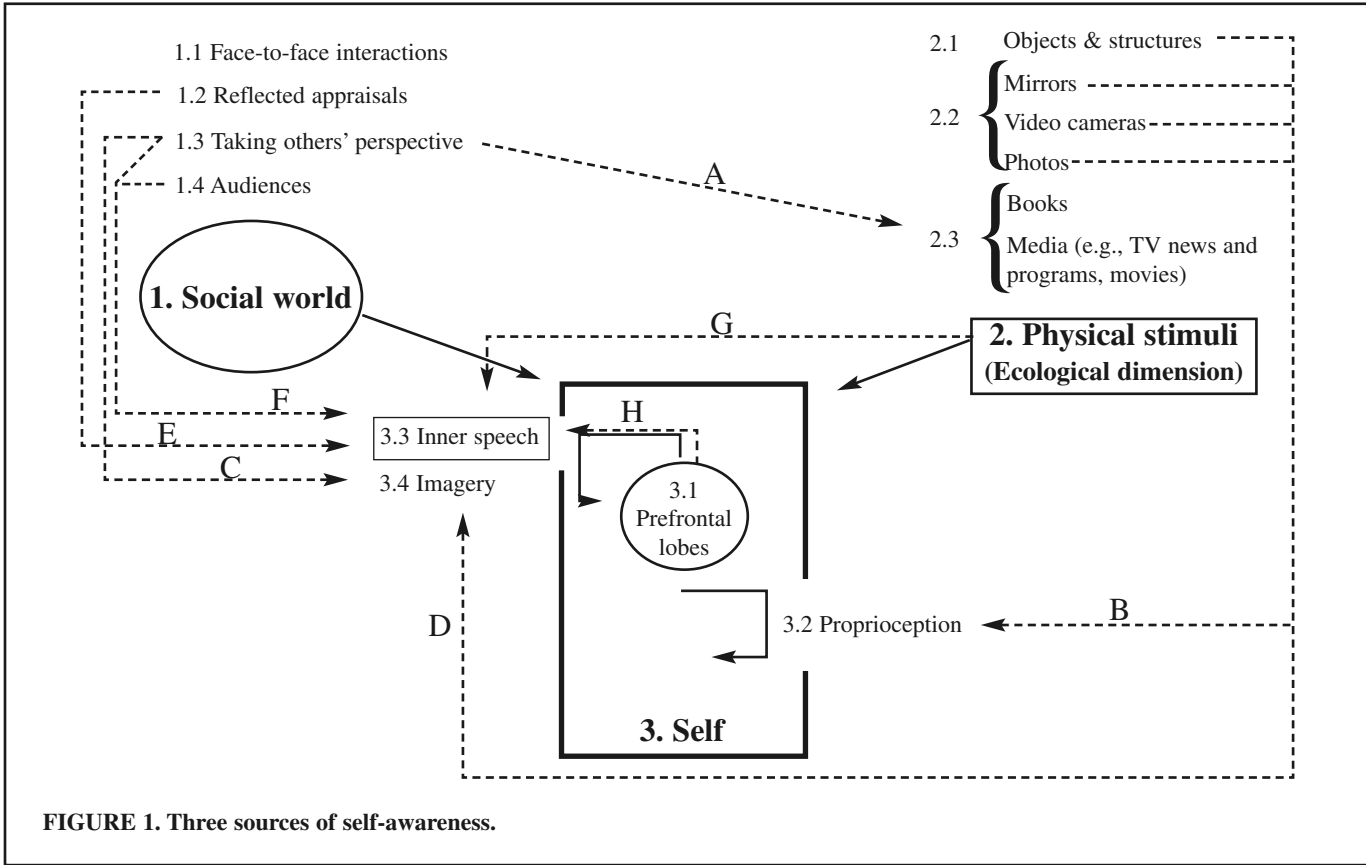 1.1 Face-to-face interactions
1.2 Reflected appraisals
1.3 Taking others’ perspective
1.4 Audiences
1. Social world
A
2.1 Objects & structures
2.2
Mirrors
Video cameras
Photos
2.3
Books
Media (e.g., TV news and
programs, movies)
G
2. Physical stimuli
(Ecological dimension)
F
E
C
3.3 Inner speech
3.4 Imagery
H
3.1
Prefrontal
lobes
D
3.2 Proprioception
B
3. Self
FIGURE 1. Three sources of self-awareness.